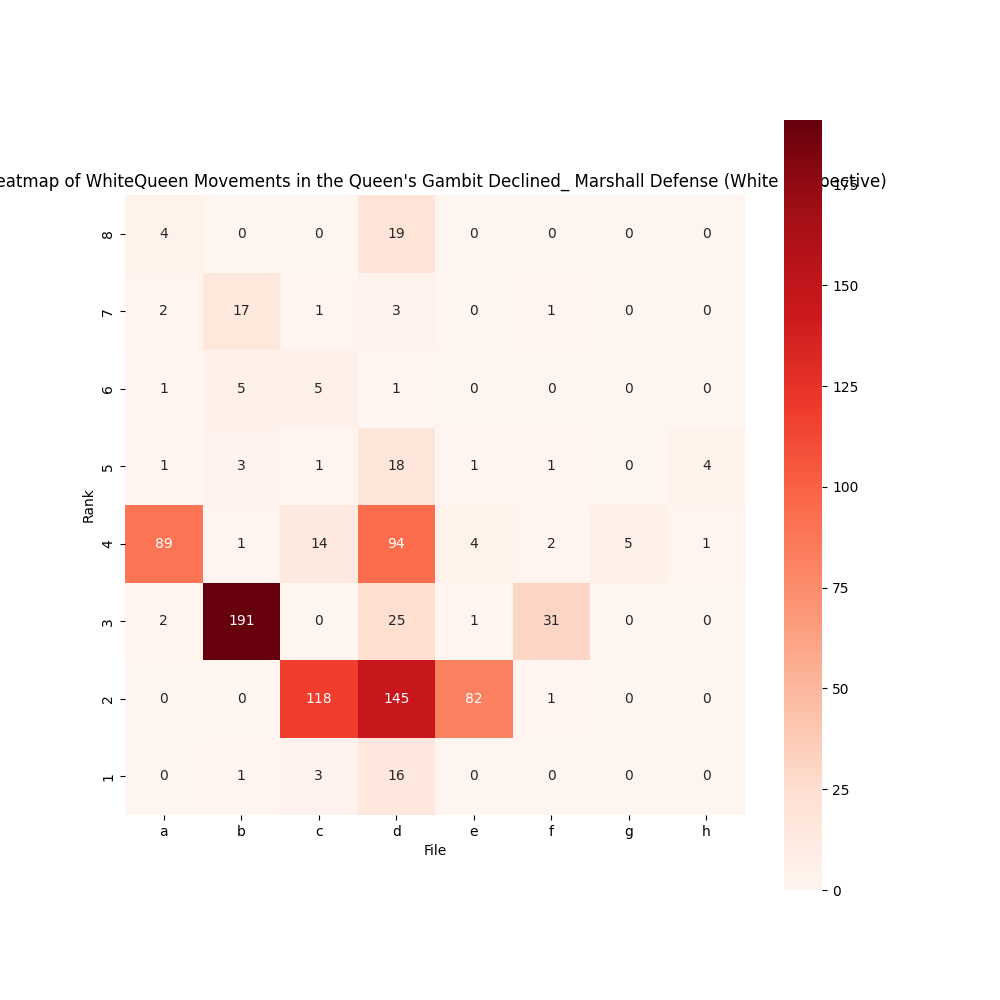 eatmap of WhiteQueen Movements in the Queen's Gambit Declined_ Marshall Defense (White pective)
175
8 4 0 0 19 0 0 0 0
150
7 2 17 1 3 0 1 0 0
125
6 1 5 5 1 0 0 0 0
5 1 3 1 18 1 1 0 4
100
Rank
4 89 1 14 94 4 2 5 1
75
3 2 191 0 25 1 31 0 0
50
2 0 0 118 145 82 1 0 0
1 0 1 3 16 0 0 0 0
25
a b c d e f g h
File
0